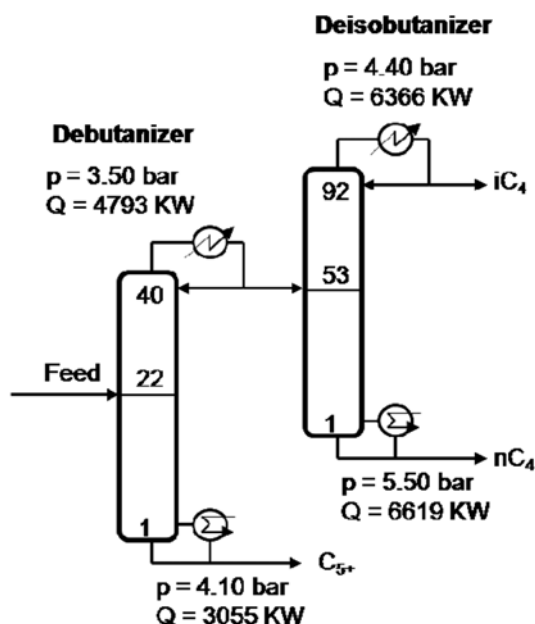 Deisobutanizer
p = 4.40 bar
Q = 6366 KW
Debutanizer
p = 3.50 bar
Q = 4793 KW
92
iC₄
53
40
Feed
22
1
nC₄
p = 5.50 bar
Q = 6619 KW
1
C₅₊
p = 4.10 bar
Q = 3055 KW